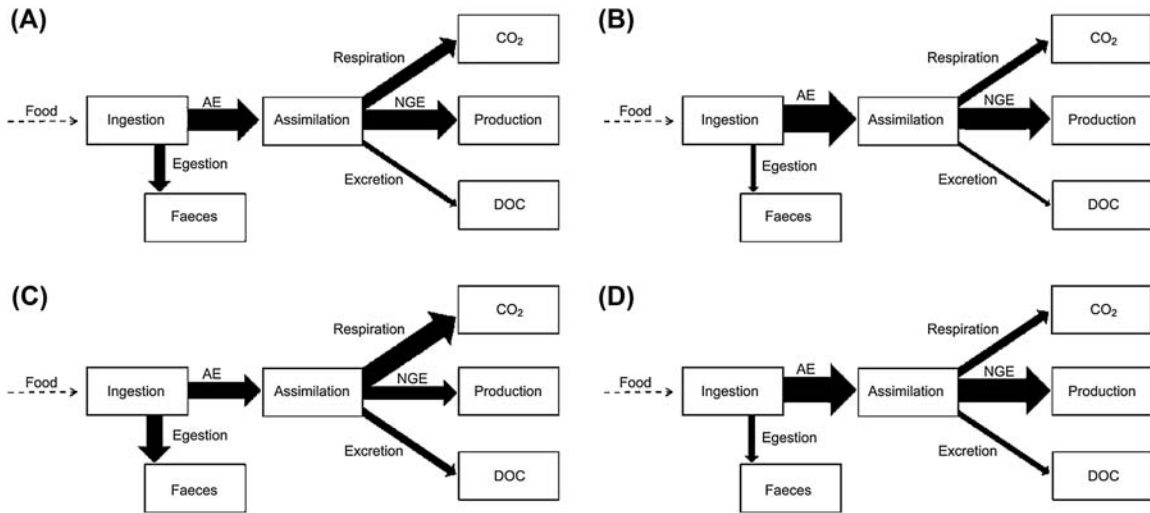 (A)
CO₂
Respiration
Food
Ingestion
AE
Assimilation
NGE
Production
Egestion
Excretion
Faeces
DOC
(B)
CO₂
Respiration
Food
Ingestion
AE
Assimilation
NGE
Production
Egestion
Excretion
Faeces
DOC
(C)
CO₂
Respiration
Food
Ingestion
AE
Assimilation
NGE
Production
Egestion
Excretion
Faeces
DOC
(D)
CO₂
Respiration
Food
Ingestion
AE
Assimilation
NGE
Production
Egestion
Excretion
Faeces
DOC